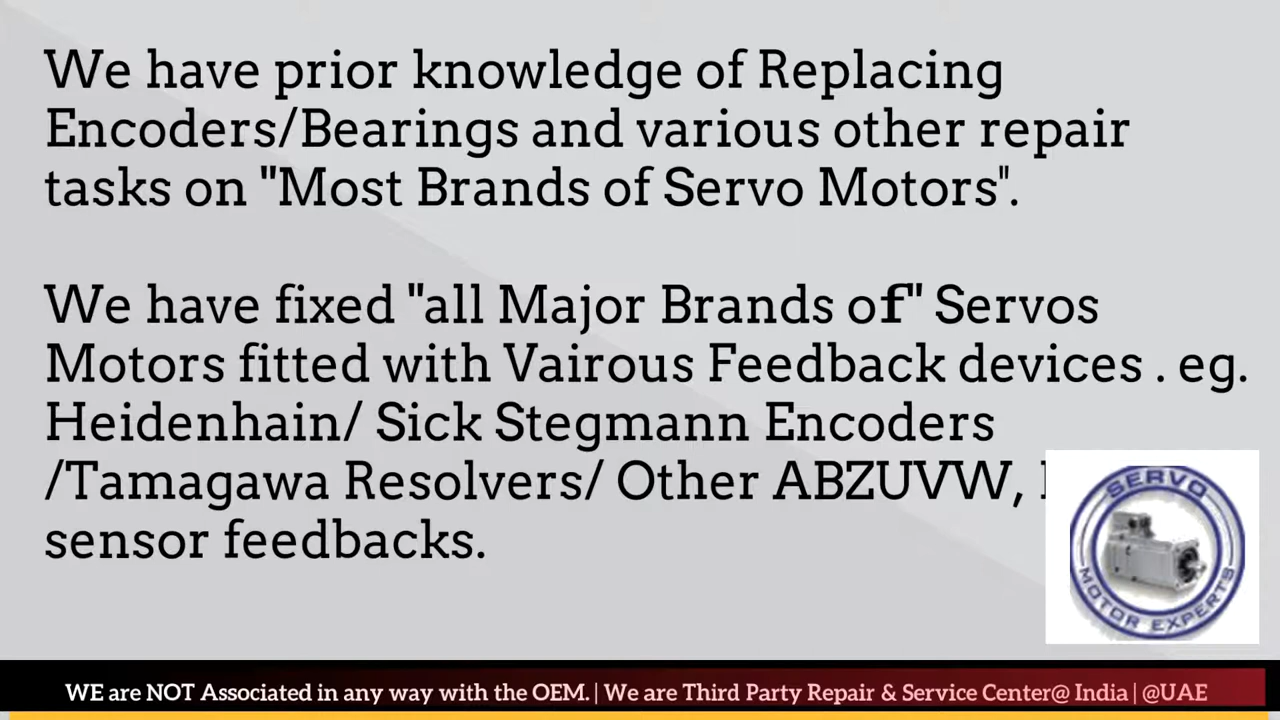 We have prior knowledge of Replacing
Encoders/Bearings and various other repair
tasks on "Most Brands of Servo Motors".
We have fixed "all Major Brands of" Servos
Motors fitted with Vairous Feedback devices . eg.
Heidenhain/ Sick Stegmann Encoders
/Tamagawa Resolvers/ Other ABZUVW,
sensor feedbacks.
SERVO
MOTOR EXPERTS
WE are NOT Associated in any way with the OEM. | We are Third Party Repair & Service Center@ India | @UAE